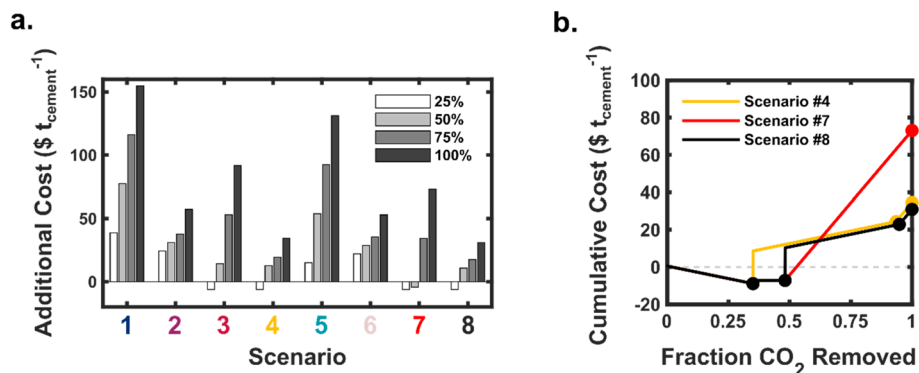 a.
Additional Cost ($ t_cement^-1)
150
100
50
0
25%
50%
75%
100%
1 2 3 4 5 6 7 8
Scenario
b.
Cumulative Cost ($ t_cement^-1)
100
80
60
40
20
0
-20
Scenario #4
Scenario #7
Scenario #8
0 0.25 0.5 0.75 1
Fraction CO₂ Removed